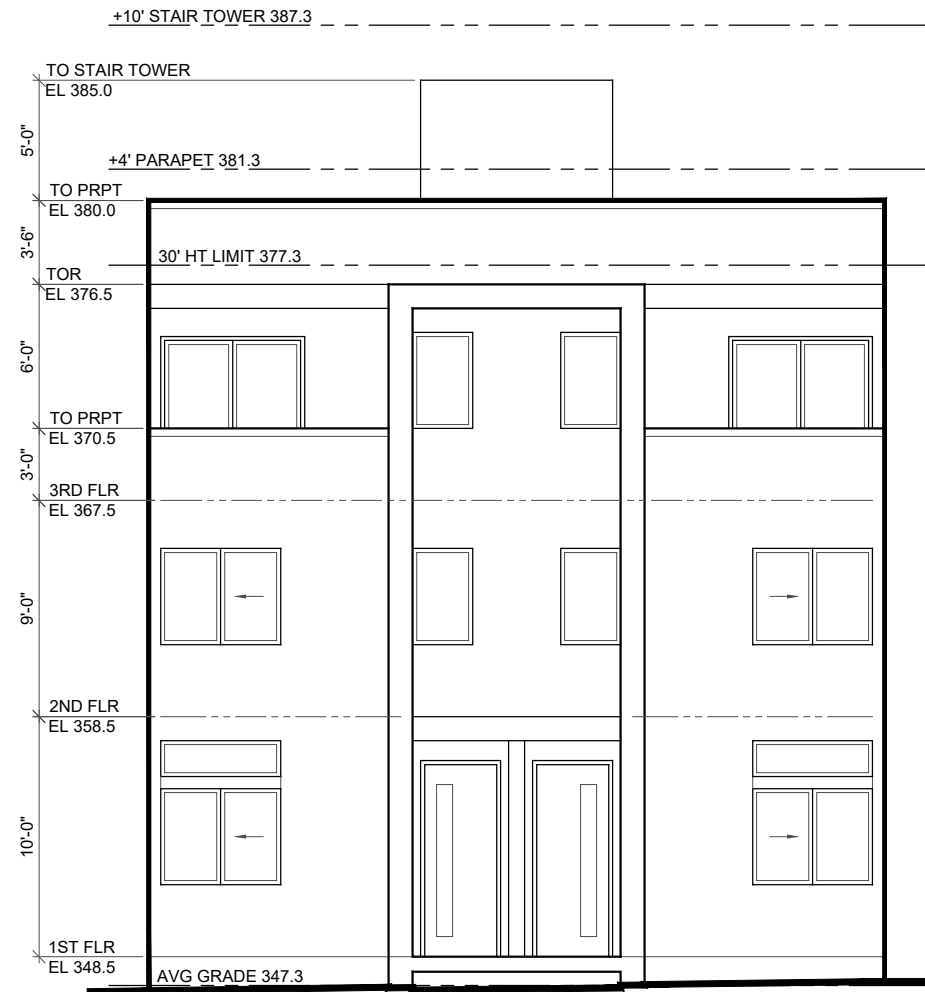 +10' STAIR TOWER 387.3
TO STAIR TOWER
EL 385.0
5'-0"
+4' PARAPET 381.3
TO PRPT
EL 380.0
3'-6"
30' HT LIMIT 377.3
TOR
EL 376.5
6'-0"
TO PRPT
EL 370.5
3'-0"
3RD FLR
EL 367.5
9'-0"
2ND FLR
EL 358.5
10'-0"
1ST FLR
EL 348.5
AVG GRADE 347.3